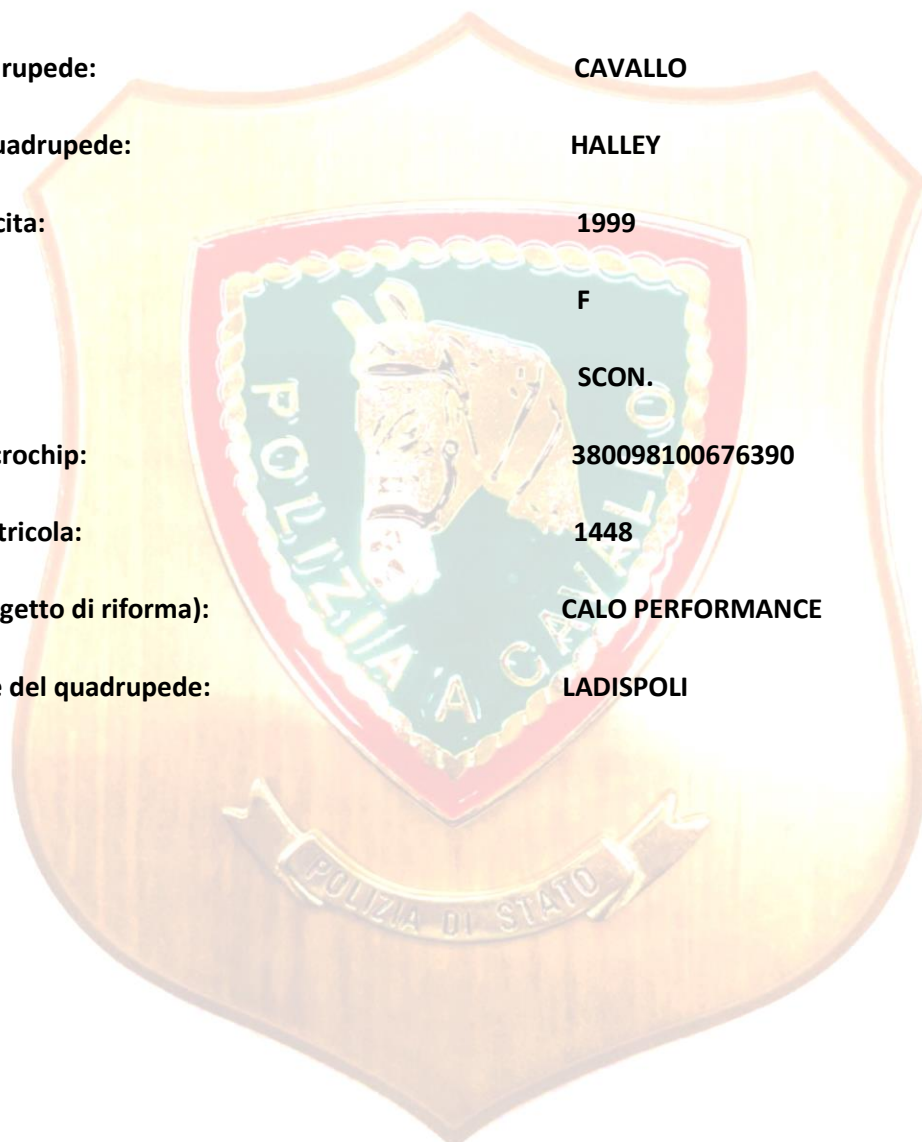 rupede: CAVALLO
uadrupede: HALLEY
cita: 1999
F
SCON.
crochip: 380098100676390
tricola: 1448
getto di riforma): CALO PERFORMANCE
e del quadrupede: LADISPOLI
POLIZIA A CAVALLO
POLIZIA DI STATO